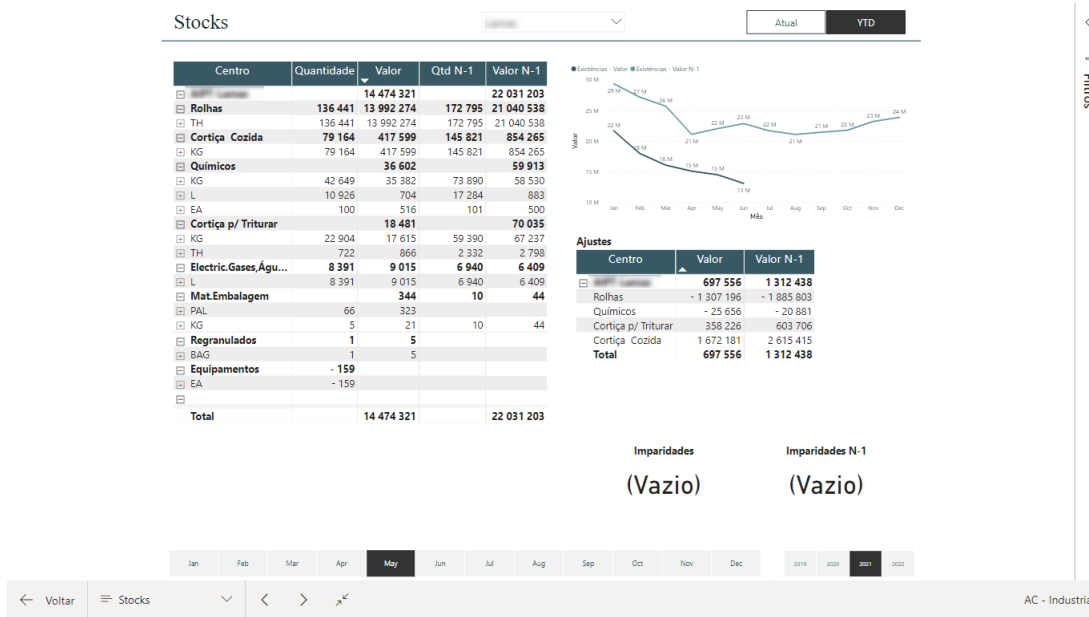 Stocks
Atual YTD
Centro Quantidade Valor Qtd N-1 Valor N-1
14 474 321 22 031 203
Rolhas 136 441 13 992 274 172 795 21 040 538
TH 136 441 13 992 274 172 795 21 040 538
Cortiça Cozida 79 164 417 599 145 821 854 265
KG 79 164 417 599 145 821 854 265
Químicos 36 602 59 913
KG 42 649 35 382 73 890 58 530
L 10 926 704 17 284 883
EA 100 516 101 500
Cortiça p/ Triturar 18 481 70 035
KG 22 904 17 615 59 390 67 237
TH 722 866 2 332 2 798
Electric.Gases,Águ... 8 391 9 015 6 940 6 409
L 8 391 9 015 6 940 6 409
Mat.Embalagem 344 10 44
PAL 66 323
KG 5 21 10 44
Regranulados 1 5
BAG 1 5
Equipamentos - 159
EA - 159
Total 14 474 321 22 031 203
Existências - Valor Existências - Valor N-1
30 M
29 M 27 M 26 M
25 M
24 M
23 M
22 M 22 M 23 M 22 M 21 M 22 M
20 M
21 M 21 M
18 M
16 M 15 M 15 M
15 M
13 M
10 M
Valor
Jan Feb Mar Apr May Jun Jul Aug Sep Oct Nov Dec
Mês
Ajustes
Centro Valor Valor N-1
697 556 1 312 438
Rolhas - 1 307 196 - 1 885 803
Químicos - 25 656 - 20 881
Cortiça p/ Triturar 358 226 603 706
Cortiça Cozida 1 672 181 2 615 415
Total 697 556 1 312 438
Imparidades Imparidades N-1
(Vazio) (Vazio)
Jan Feb Mar Apr May Jun Jul Aug Sep Oct Nov Dec 2019 2020 2021 2022
Voltar Stocks AC - Industria
Filtros